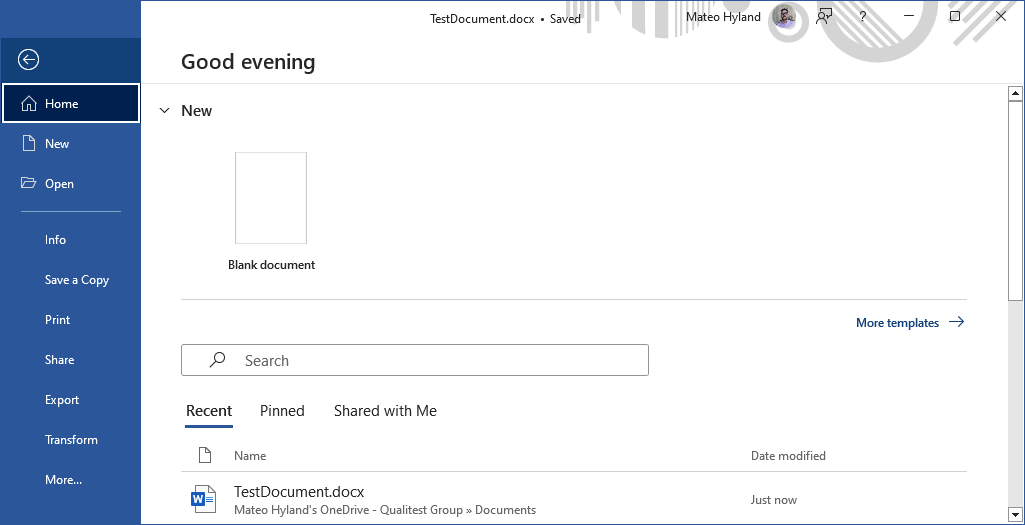 TestDocument.docx • Saved
Mateo Hyland
?
Good evening
Home
New
Open
Info
Save a Copy
Print
Share
Export
Transform
More...
New
Blank document
More templates
Search
Recent Pinned Shared with Me
Name Date modified
W
TestDocument.docx
Mateo Hyland's OneDrive - Qualitest Group » Documents
Just now